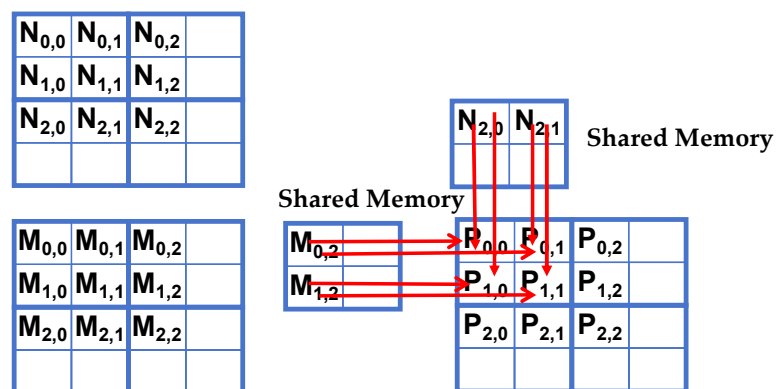 N0,0 N0,1 N0,2
N1,0 N1,1 N1,2
N2,0 N2,1 N2,2
N2,0 N2,1
Shared Memory
Shared Memory
M0,0 M0,1 M0,2
M1,0 M1,1 M1,2
M2,0 M2,1 M2,2
M0,2
M1,2
P0,0 P0,1 P0,2
P1,0 P1,1 P1,2
P2,0 P2,1 P2,2